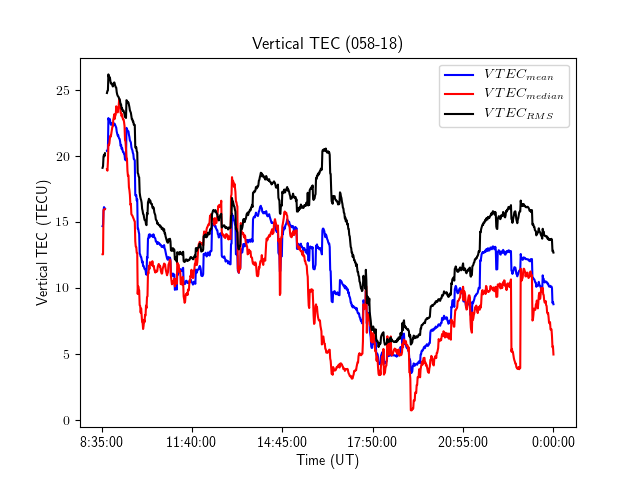 Vertical TEC (058-18)
VTEC_mean
VTEC_median
VTEC_RMS
Vertical TEC (TECU)
25
20
15
10
5
0
8:35:00 11:40:00 14:45:00 17:50:00 20:55:00 0:00:00
Time (UT)